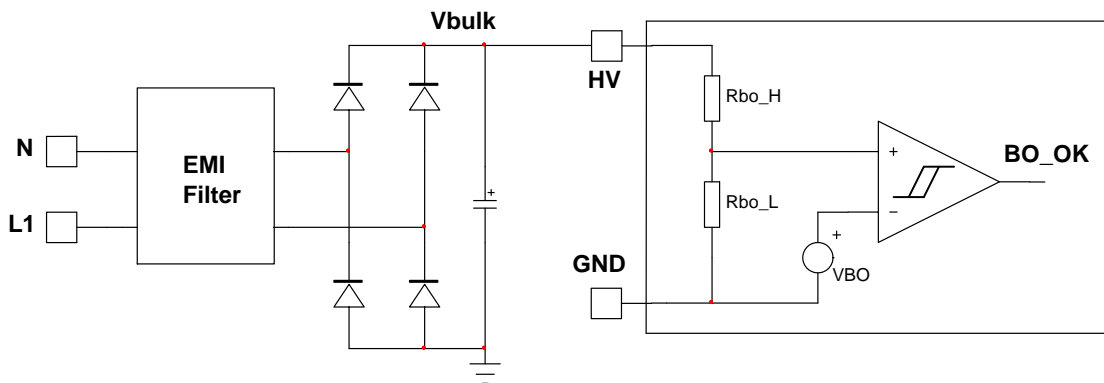 Vbulk
HV
Rbo_H
N
EMI
Filter
+
BO_OK
+
L1
Rbo_L
−
GND
+
VBO